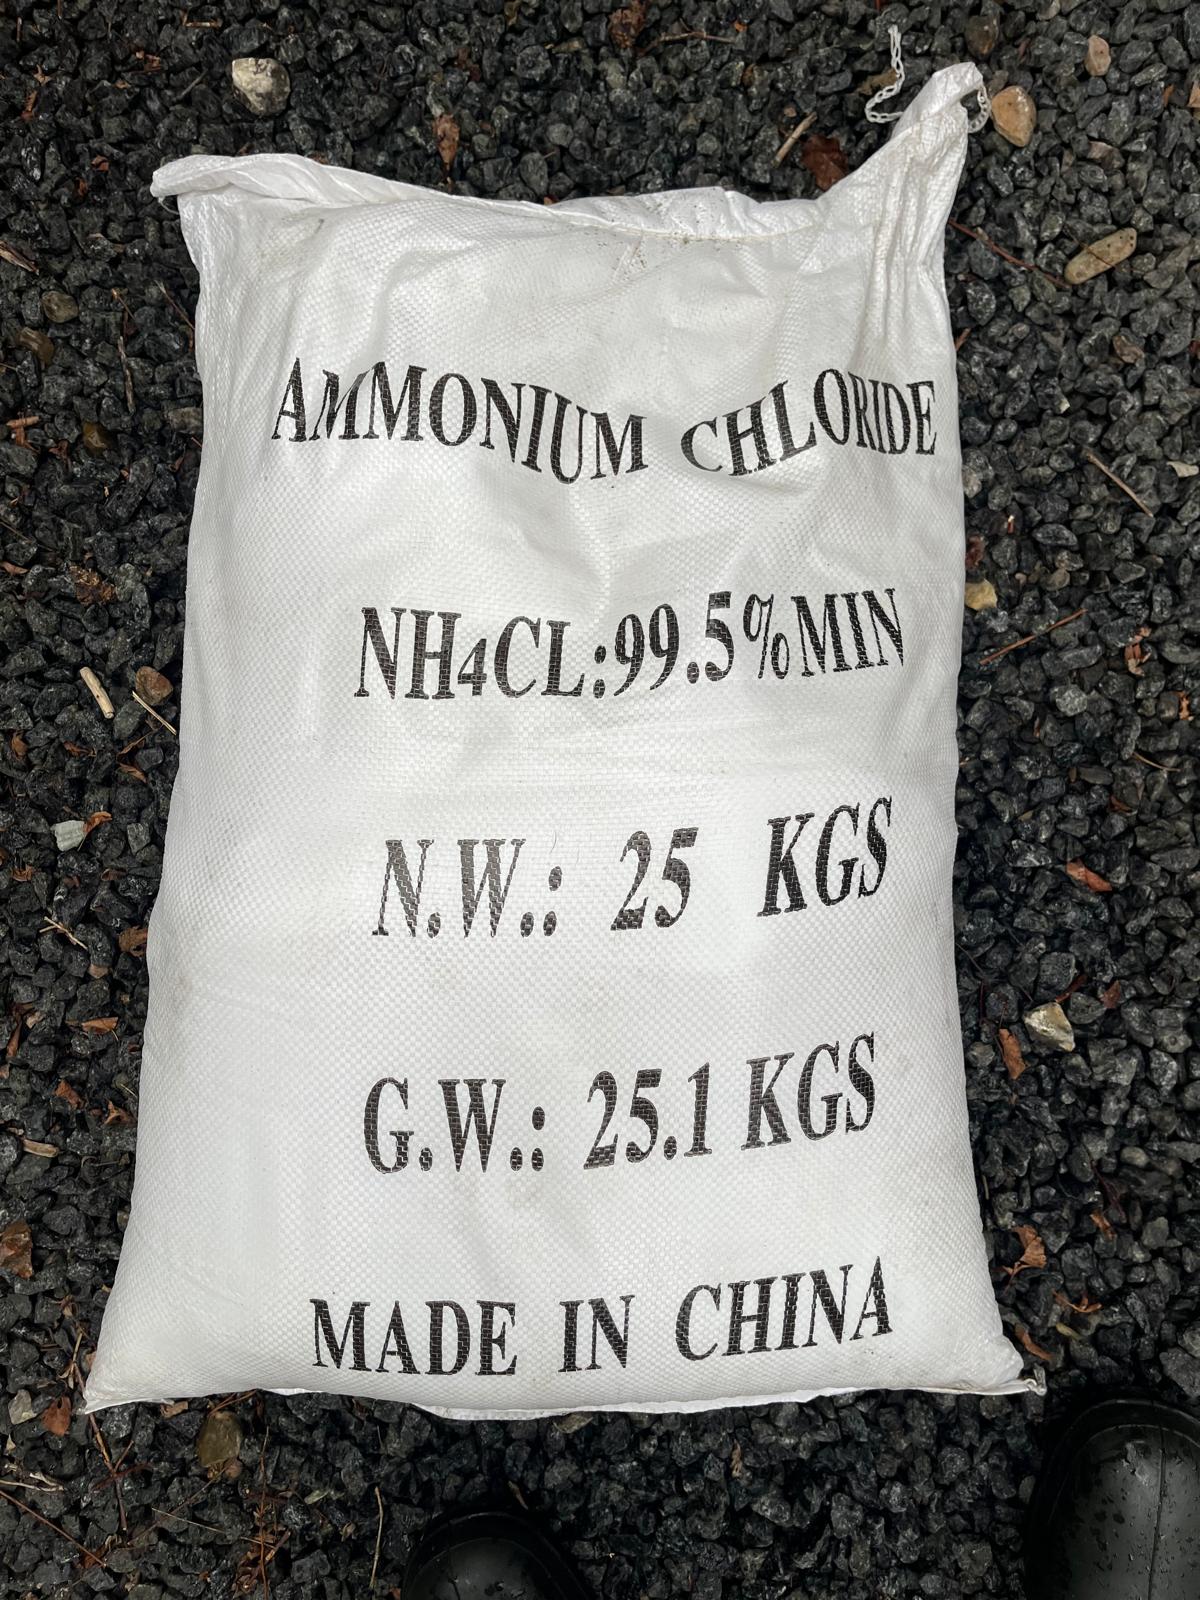 AMMONIUM CHLORIDE
NH4CL:99.5%MIN
N.W.: 25 KGS
G.W.: 25.1 KGS
MADE IN CHINA